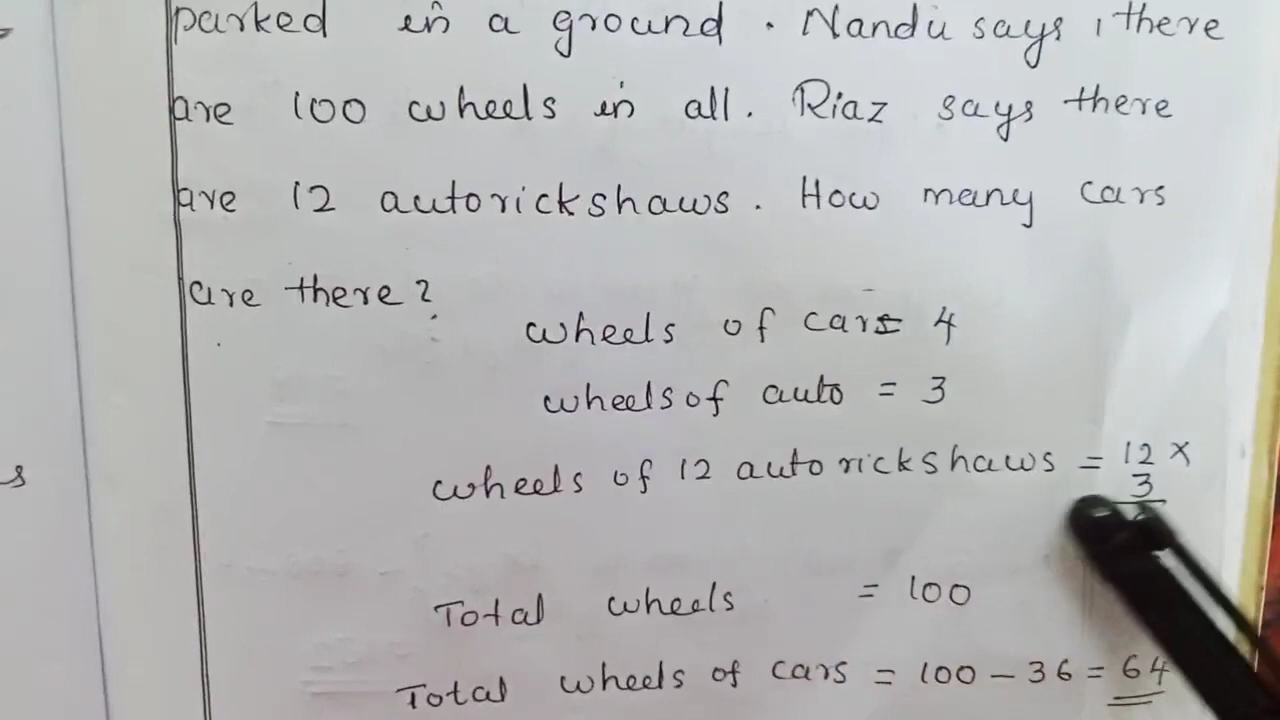 parked in a ground. Nandu says, there
are 100 wheels in all. Riaz says there
are 12 autorickshaws. How many cars
are there?
wheels of cars = 4
wheels of auto = 3
wheels of 12 autorickshaws = 12 ×
3
Total wheels = 100
Total wheels of cars = 100 - 36 = 64
s